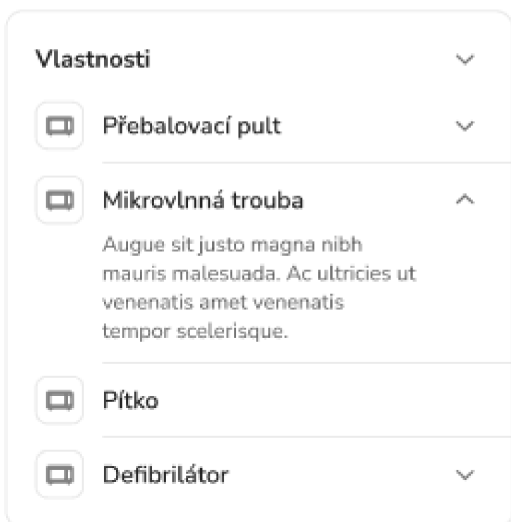 Vlastnosti
Přebalovací pult
Mikrovlnná trouba
Augue sit justo magna nibh
mauris malesuada. Ac ultricies ut
venenatis amet venenatis
tempor scelerisque.
Pítko
Defibrilátor